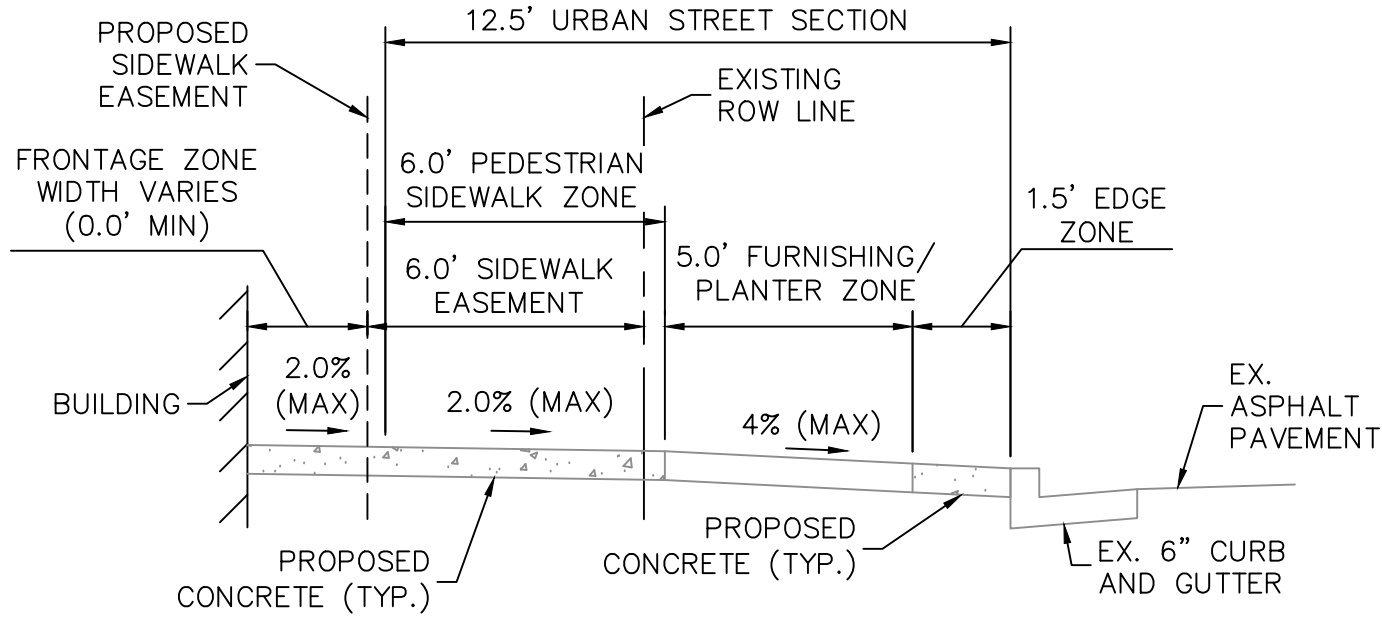 12.5' URBAN STREET SECTION
PROPOSED
SIDEWALK
EASEMENT
EXISTING
ROW LINE
FRONTAGE ZONE
WIDTH VARIES
(0.0' MIN)
6.0' PEDESTRIAN
SIDEWALK ZONE
1.5' EDGE
ZONE
6.0' SIDEWALK
EASEMENT
5.0' FURNISHING/
PLANTER ZONE
BUILDING
2.0%
(MAX)
2.0% (MAX)
4% (MAX)
EX.
ASPHALT
PAVEMENT
PROPOSED
CONCRETE (TYP.)
PROPOSED
CONCRETE (TYP.)
EX. 6" CURB
AND GUTTER